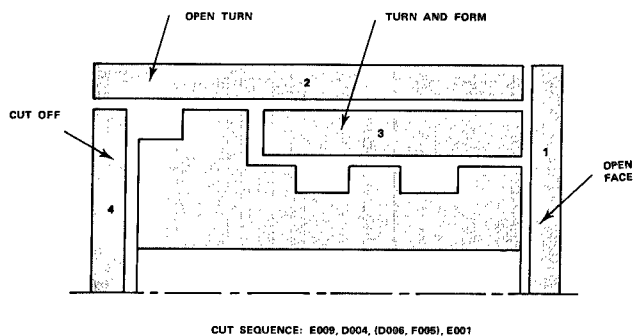 OPEN TURN
TURN AND FORM
2
CUT OFF
3
1
OPEN
FACE
4
CUT SEQUENCE: E009, D004, (D006, F005), E001